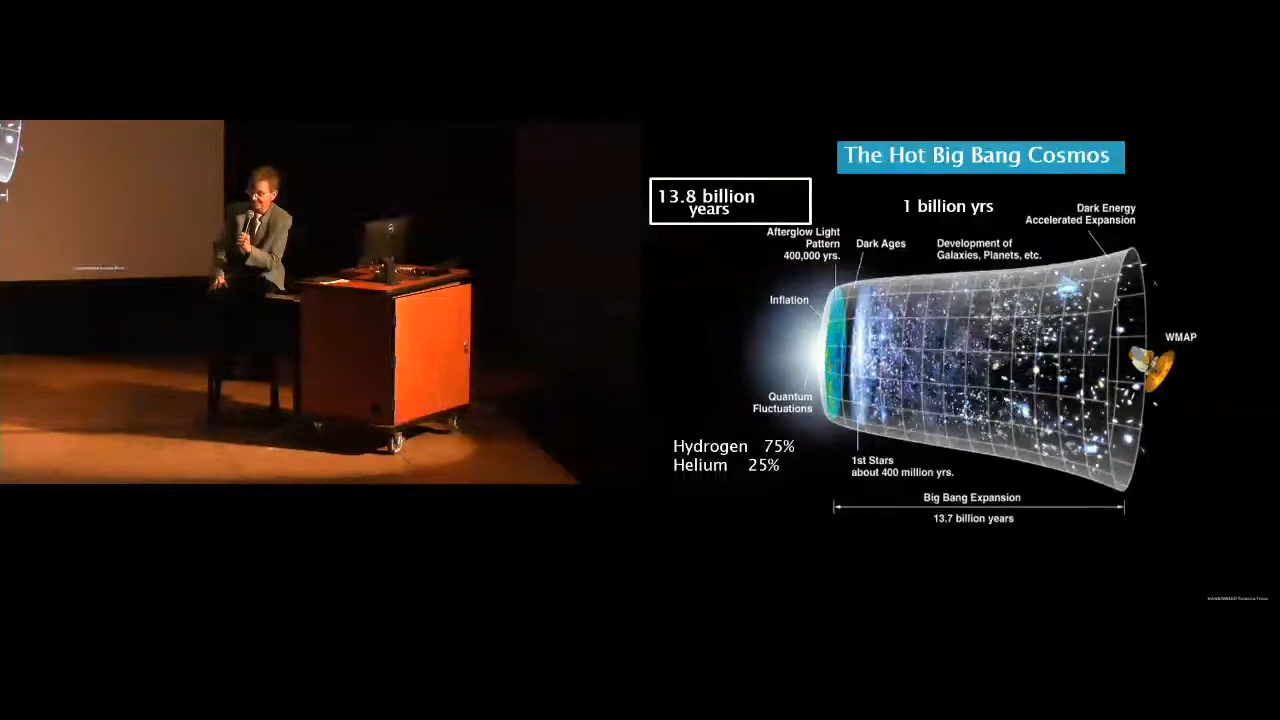 The Hot Big Bang Cosmos
13.8 billion
years
1 billion yrs
Dark Energy
Accelerated Expansion
Afterglow Light
Pattern
400,000 yrs.
Dark Ages
Development of
Galaxies, Planets, etc.
Inflation
WMAP
Quantum
Fluctuations
Hydrogen 75%
Helium 25%
1st Stars
about 400 million yrs.
Big Bang Expansion
13.7 billion years